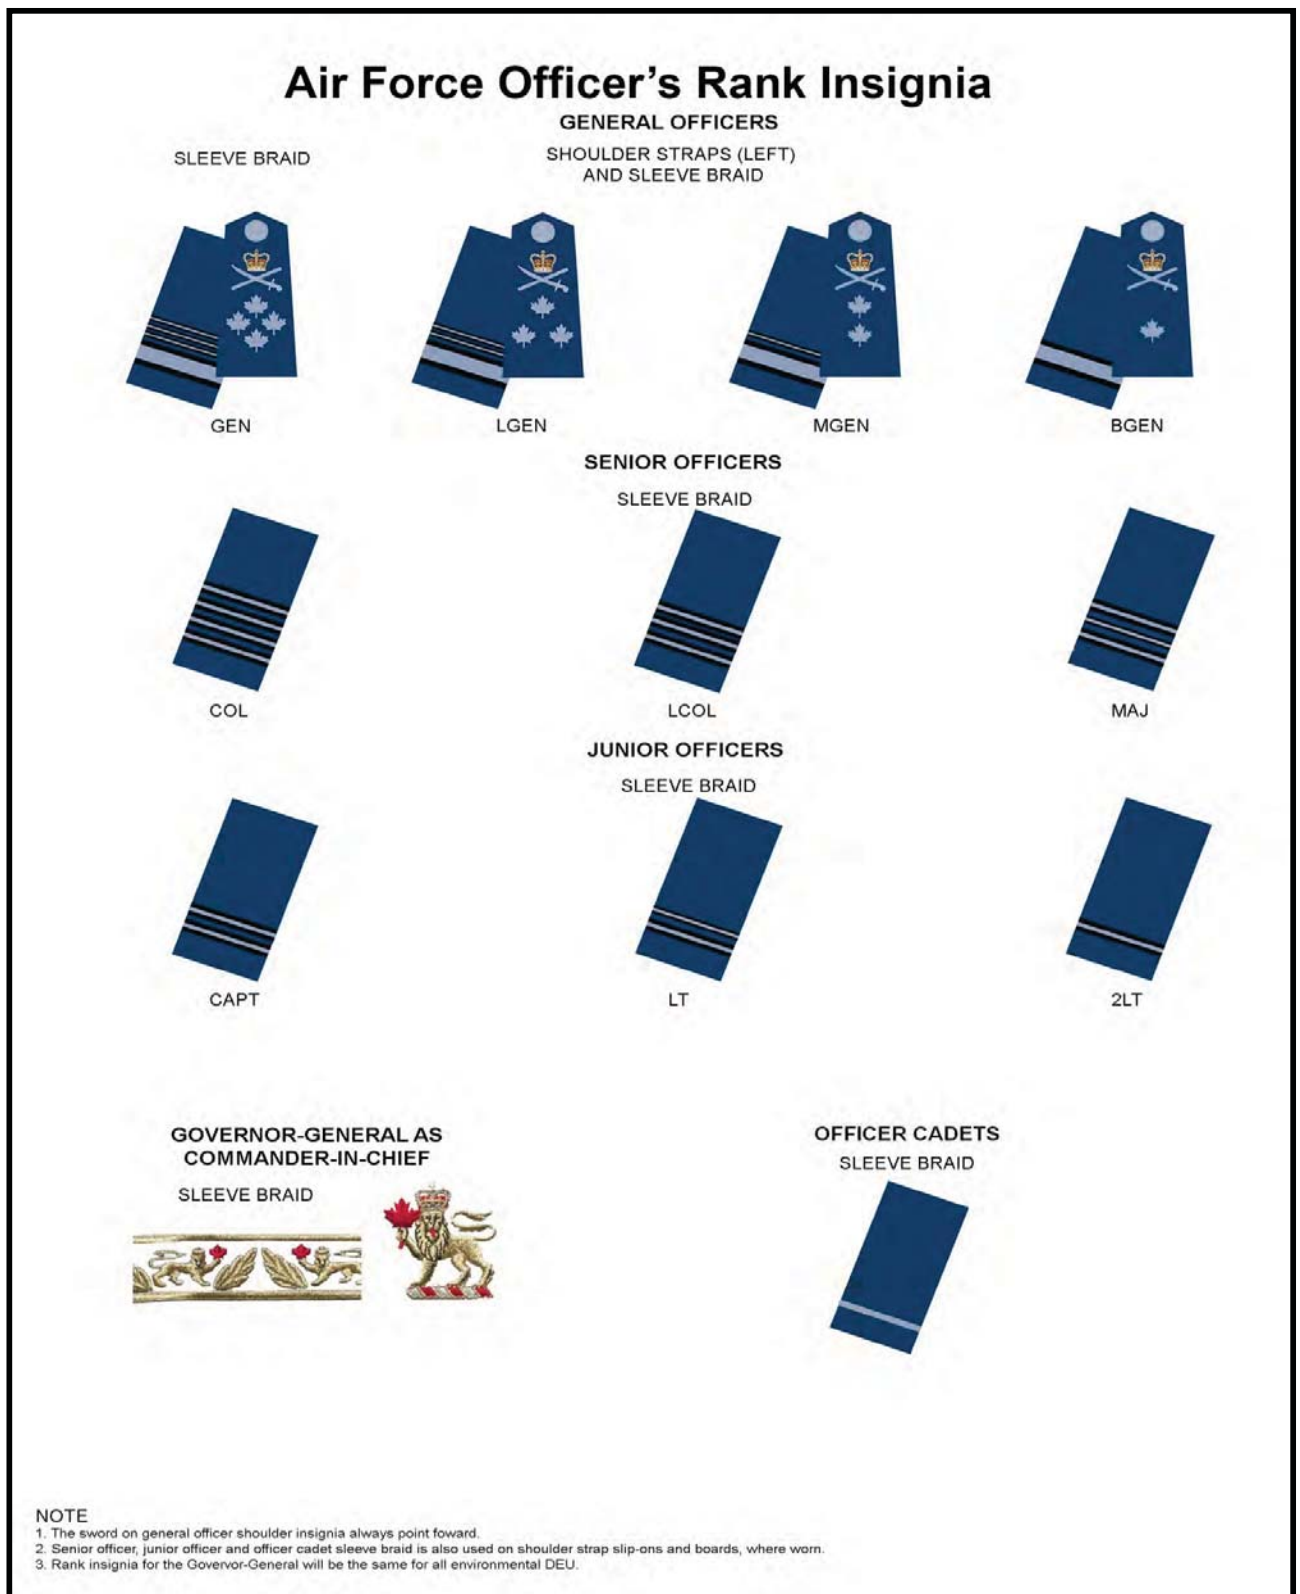 Air Force Officer's Rank Insignia
GENERAL OFFICERS
SLEEVE BRAID
SHOULDER STRAPS (LEFT)
AND SLEEVE BRAID
GEN
LGEN
MGEN
BGEN
SENIOR OFFICERS
SLEEVE BRAID
COL
LCOL
MAJ
JUNIOR OFFICERS
SLEEVE BRAID
CAPT
LT
2LT
GOVERNOR-GENERAL AS
COMMANDER-IN-CHIEF
SLEEVE BRAID
OFFICER CADETS
SLEEVE BRAID
NOTE
1. The sword on general officer shoulder insignia always point foward.
2. Senior officer, junior officer and officer cadet sleeve braid is also used on shoulder strap slip-ons and boards, where worn.
3. Rank insignia for the Govervor-General will be the same for all environmental DEU.